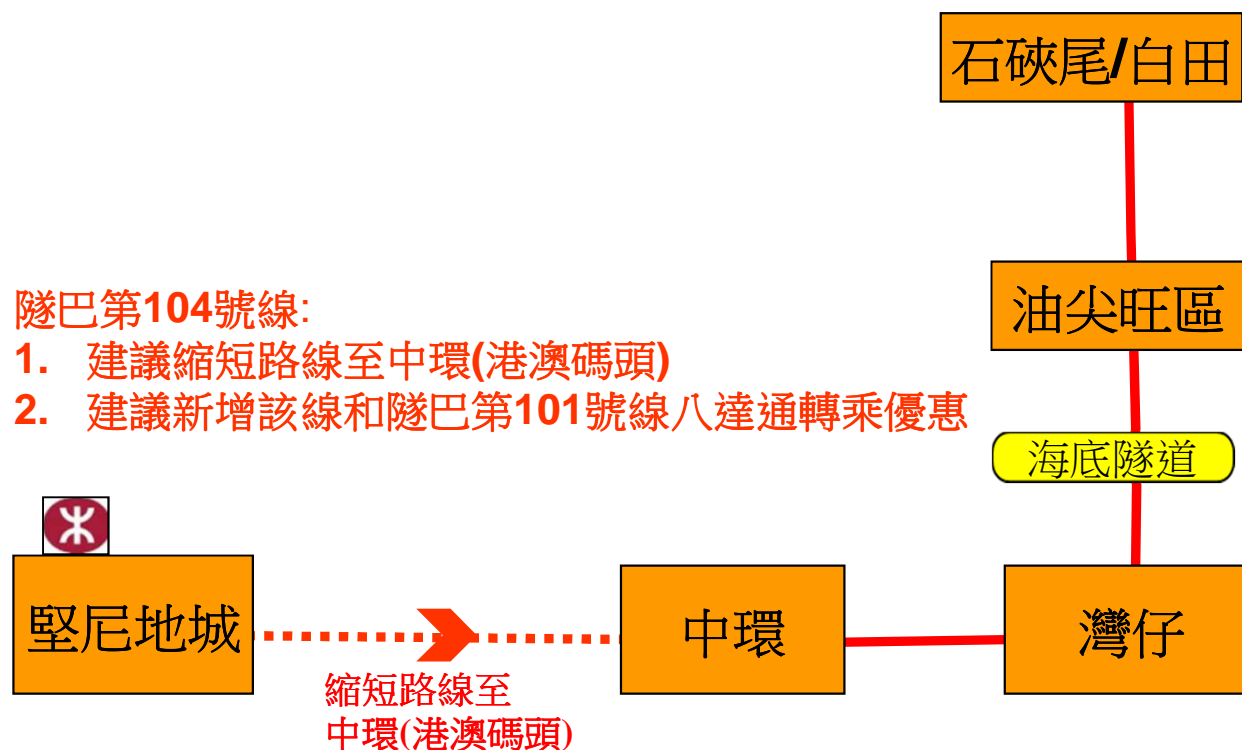 石硤尾/白田
油尖旺區
隧巴第104號線:
1. 建議縮短路線至中環(港澳碼頭)
2. 建議新增該線和隧巴第101號線八達通轉乘優惠
海底隧道
堅尼地城
中環
灣仔
縮短路線至
中環(港澳碼頭)